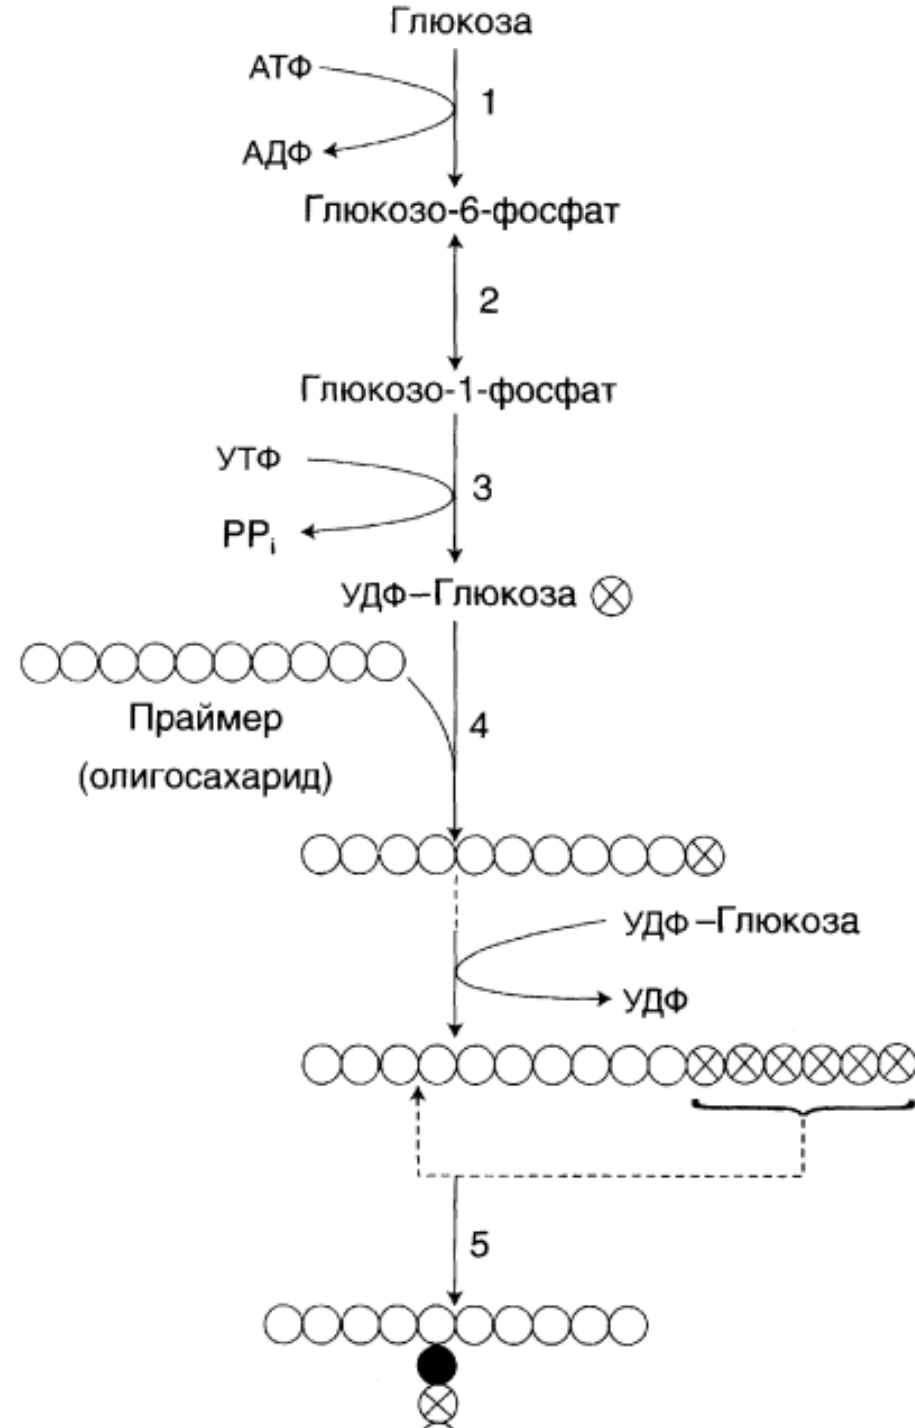 Глюкоза
АТФ
1
АДФ
Глюкозо-6-фосфат
2
Глюкозо-1-фосфат
УТФ
3
PPi
УДФ–Глюкоза
Праймер
4
(олигосахарид)
УДФ–Глюкоза
УДФ
5